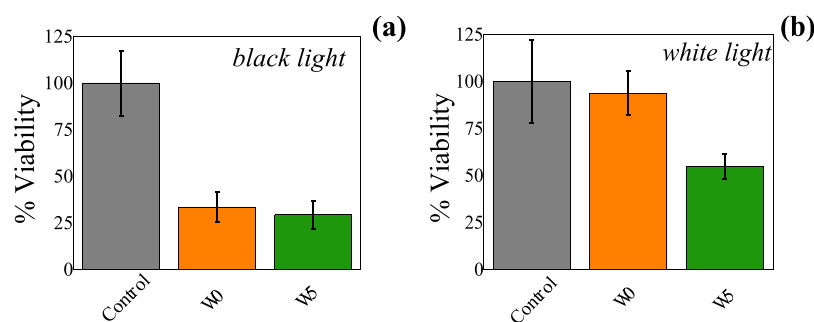 (a)
black light
% Viability
125
100
75
50
25
0
Control
W0
W5
(b)
white light
% Viability
125
100
75
50
25
0
Control
W0
W5